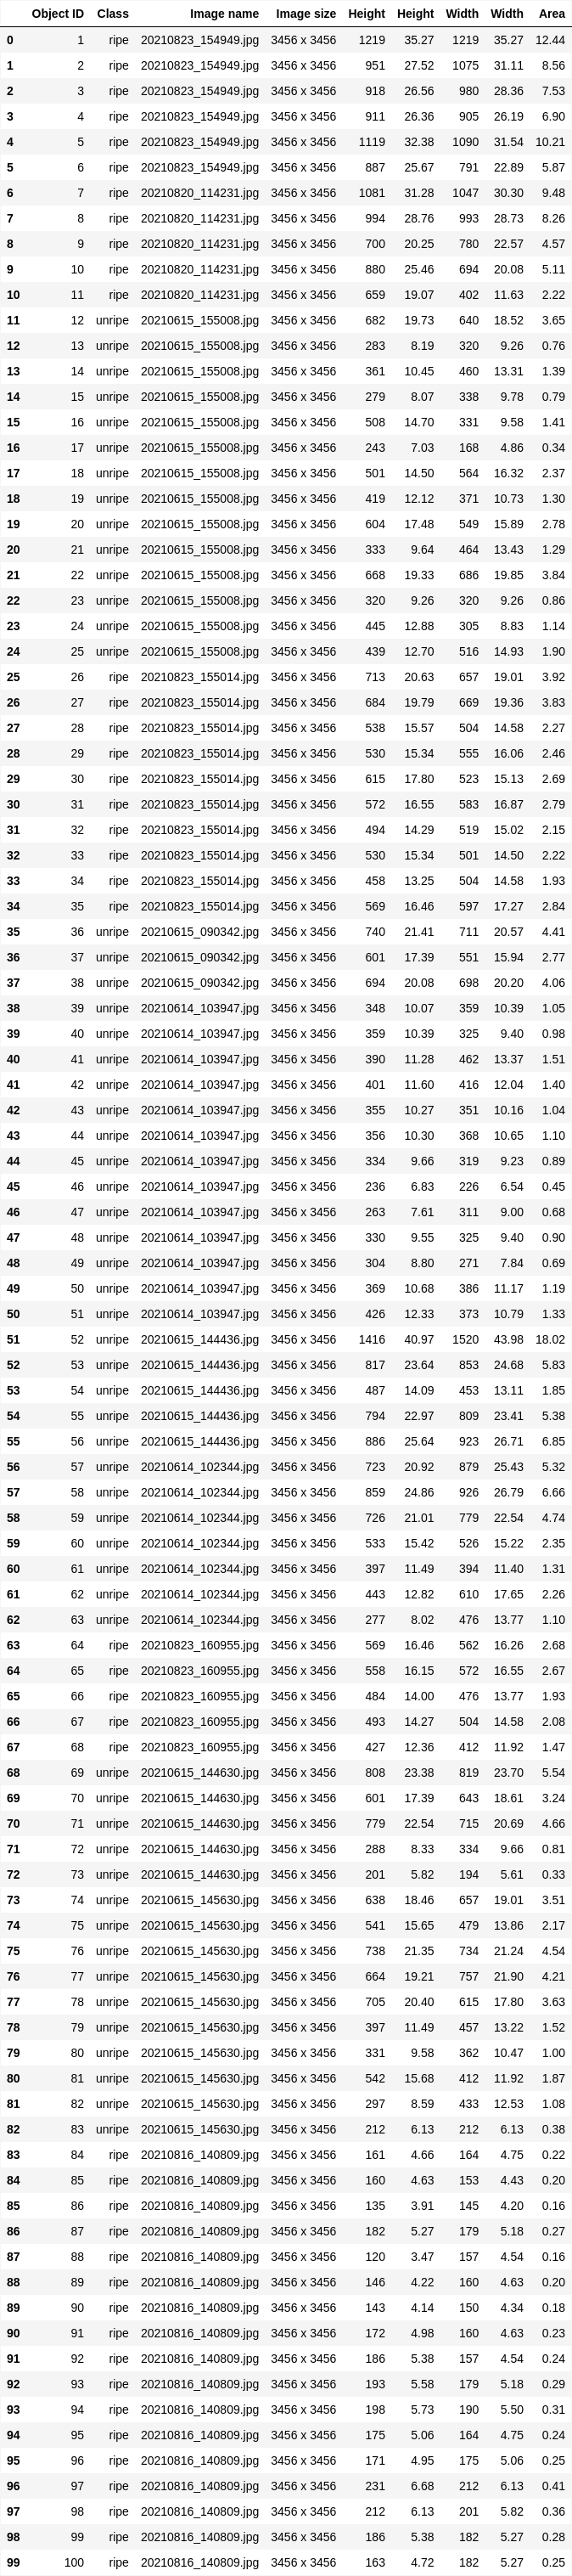 Object ID Class Image name Image size Height Height Width Width Area
0 1 ripe 20210823_154949.jpg 3456 x 3456 1219 35.27 1219 35.27 12.44
1 2 ripe 20210823_154949.jpg 3456 x 3456 951 27.52 1075 31.11 8.56
2 3 ripe 20210823_154949.jpg 3456 x 3456 918 26.56 980 28.36 7.53
3 4 ripe 20210823_154949.jpg 3456 x 3456 911 26.36 905 26.19 6.90
4 5 ripe 20210823_154949.jpg 3456 x 3456 1119 32.38 1090 31.54 10.21
5 6 ripe 20210823_154949.jpg 3456 x 3456 887 25.67 791 22.89 5.87
6 7 ripe 20210820_114231.jpg 3456 x 3456 1081 31.28 1047 30.30 9.48
7 8 ripe 20210820_114231.jpg 3456 x 3456 994 28.76 993 28.73 8.26
8 9 ripe 20210820_114231.jpg 3456 x 3456 700 20.25 780 22.57 4.57
9 10 ripe 20210820_114231.jpg 3456 x 3456 880 25.46 694 20.08 5.11
10 11 ripe 20210820_114231.jpg 3456 x 3456 659 19.07 402 11.63 2.22
11 12 unripe 20210615_155008.jpg 3456 x 3456 682 19.73 640 18.52 3.65
12 13 unripe 20210615_155008.jpg 3456 x 3456 283 8.19 320 9.26 0.76
13 14 unripe 20210615_155008.jpg 3456 x 3456 361 10.45 460 13.31 1.39
14 15 unripe 20210615_155008.jpg 3456 x 3456 279 8.07 338 9.78 0.79
15 16 unripe 20210615_155008.jpg 3456 x 3456 508 14.70 331 9.58 1.41
16 17 unripe 20210615_155008.jpg 3456 x 3456 243 7.03 168 4.86 0.34
17 18 unripe 20210615_155008.jpg 3456 x 3456 501 14.50 564 16.32 2.37
18 19 unripe 20210615_155008.jpg 3456 x 3456 419 12.12 371 10.73 1.30
19 20 unripe 20210615_155008.jpg 3456 x 3456 604 17.48 549 15.89 2.78
20 21 unripe 20210615_155008.jpg 3456 x 3456 333 9.64 464 13.43 1.29
21 22 unripe 20210615_155008.jpg 3456 x 3456 668 19.33 686 19.85 3.84
22 23 unripe 20210615_155008.jpg 3456 x 3456 320 9.26 320 9.26 0.86
23 24 unripe 20210615_155008.jpg 3456 x 3456 445 12.88 305 8.83 1.14
24 25 unripe 20210615_155008.jpg 3456 x 3456 439 12.70 516 14.93 1.90
25 26 ripe 20210823_155014.jpg 3456 x 3456 713 20.63 657 19.01 3.92
26 27 ripe 20210823_155014.jpg 3456 x 3456 684 19.79 669 19.36 3.83
27 28 ripe 20210823_155014.jpg 3456 x 3456 538 15.57 504 14.58 2.27
28 29 ripe 20210823_155014.jpg 3456 x 3456 530 15.34 555 16.06 2.46
29 30 ripe 20210823_155014.jpg 3456 x 3456 615 17.80 523 15.13 2.69
30 31 ripe 20210823_155014.jpg 3456 x 3456 572 16.55 583 16.87 2.79
31 32 ripe 20210823_155014.jpg 3456 x 3456 494 14.29 519 15.02 2.15
32 33 ripe 20210823_155014.jpg 3456 x 3456 530 15.34 501 14.50 2.22
33 34 ripe 20210823_155014.jpg 3456 x 3456 458 13.25 504 14.58 1.93
34 35 ripe 20210823_155014.jpg 3456 x 3456 569 16.46 597 17.27 2.84
35 36 unripe 20210615_090342.jpg 3456 x 3456 740 21.41 711 20.57 4.41
36 37 unripe 20210615_090342.jpg 3456 x 3456 601 17.39 551 15.94 2.77
37 38 unripe 20210615_090342.jpg 3456 x 3456 694 20.08 698 20.20 4.06
38 39 unripe 20210614_103947.jpg 3456 x 3456 348 10.07 359 10.39 1.05
39 40 unripe 20210614_103947.jpg 3456 x 3456 359 10.39 325 9.40 0.98
40 41 unripe 20210614_103947.jpg 3456 x 3456 390 11.28 462 13.37 1.51
41 42 unripe 20210614_103947.jpg 3456 x 3456 401 11.60 416 12.04 1.40
42 43 unripe 20210614_103947.jpg 3456 x 3456 355 10.27 351 10.16 1.04
43 44 unripe 20210614_103947.jpg 3456 x 3456 356 10.30 368 10.65 1.10
44 45 unripe 20210614_103947.jpg 3456 x 3456 334 9.66 319 9.23 0.89
45 46 unripe 20210614_103947.jpg 3456 x 3456 236 6.83 226 6.54 0.45
46 47 unripe 20210614_103947.jpg 3456 x 3456 263 7.61 311 9.00 0.68
47 48 unripe 20210614_103947.jpg 3456 x 3456 330 9.55 325 9.40 0.90
48 49 unripe 20210614_103947.jpg 3456 x 3456 304 8.80 271 7.84 0.69
49 50 unripe 20210614_103947.jpg 3456 x 3456 369 10.68 386 11.17 1.19
50 51 unripe 20210614_103947.jpg 3456 x 3456 426 12.33 373 10.79 1.33
51 52 unripe 20210615_144436.jpg 3456 x 3456 1416 40.97 1520 43.98 18.02
52 53 unripe 20210615_144436.jpg 3456 x 3456 817 23.64 853 24.68 5.83
53 54 unripe 20210615_144436.jpg 3456 x 3456 487 14.09 453 13.11 1.85
54 55 unripe 20210615_144436.jpg 3456 x 3456 794 22.97 809 23.41 5.38
55 56 unripe 20210615_144436.jpg 3456 x 3456 886 25.64 923 26.71 6.85
56 57 unripe 20210614_102344.jpg 3456 x 3456 723 20.92 879 25.43 5.32
57 58 unripe 20210614_102344.jpg 3456 x 3456 859 24.86 926 26.79 6.66
58 59 unripe 20210614_102344.jpg 3456 x 3456 726 21.01 779 22.54 4.74
59 60 unripe 20210614_102344.jpg 3456 x 3456 533 15.42 526 15.22 2.35
60 61 unripe 20210614_102344.jpg 3456 x 3456 397 11.49 394 11.40 1.31
61 62 unripe 20210614_102344.jpg 3456 x 3456 443 12.82 610 17.65 2.26
62 63 unripe 20210614_102344.jpg 3456 x 3456 277 8.02 476 13.77 1.10
63 64 ripe 20210823_160955.jpg 3456 x 3456 569 16.46 562 16.26 2.68
64 65 ripe 20210823_160955.jpg 3456 x 3456 558 16.15 572 16.55 2.67
65 66 ripe 20210823_160955.jpg 3456 x 3456 484 14.00 476 13.77 1.93
66 67 ripe 20210823_160955.jpg 3456 x 3456 493 14.27 504 14.58 2.08
67 68 ripe 20210823_160955.jpg 3456 x 3456 427 12.36 412 11.92 1.47
68 69 unripe 20210615_144630.jpg 3456 x 3456 808 23.38 819 23.70 5.54
69 70 unripe 20210615_144630.jpg 3456 x 3456 601 17.39 643 18.61 3.24
70 71 unripe 20210615_144630.jpg 3456 x 3456 779 22.54 715 20.69 4.66
71 72 unripe 20210615_144630.jpg 3456 x 3456 288 8.33 334 9.66 0.81
72 73 unripe 20210615_144630.jpg 3456 x 3456 201 5.82 194 5.61 0.33
73 74 unripe 20210615_145630.jpg 3456 x 3456 638 18.46 657 19.01 3.51
74 75 unripe 20210615_145630.jpg 3456 x 3456 541 15.65 479 13.86 2.17
75 76 unripe 20210615_145630.jpg 3456 x 3456 738 21.35 734 21.24 4.54
76 77 unripe 20210615_145630.jpg 3456 x 3456 664 19.21 757 21.90 4.21
77 78 unripe 20210615_145630.jpg 3456 x 3456 705 20.40 615 17.80 3.63
78 79 unripe 20210615_145630.jpg 3456 x 3456 397 11.49 457 13.22 1.52
79 80 unripe 20210615_145630.jpg 3456 x 3456 331 9.58 362 10.47 1.00
80 81 unripe 20210615_145630.jpg 3456 x 3456 542 15.68 412 11.92 1.87
81 82 unripe 20210615_145630.jpg 3456 x 3456 297 8.59 433 12.53 1.08
82 83 unripe 20210615_145630.jpg 3456 x 3456 212 6.13 212 6.13 0.38
83 84 ripe 20210816_140809.jpg 3456 x 3456 161 4.66 164 4.75 0.22
84 85 ripe 20210816_140809.jpg 3456 x 3456 160 4.63 153 4.43 0.20
85 86 ripe 20210816_140809.jpg 3456 x 3456 135 3.91 145 4.20 0.16
86 87 ripe 20210816_140809.jpg 3456 x 3456 182 5.27 179 5.18 0.27
87 88 ripe 20210816_140809.jpg 3456 x 3456 120 3.47 157 4.54 0.16
88 89 ripe 20210816_140809.jpg 3456 x 3456 146 4.22 160 4.63 0.20
89 90 ripe 20210816_140809.jpg 3456 x 3456 143 4.14 150 4.34 0.18
90 91 ripe 20210816_140809.jpg 3456 x 3456 172 4.98 160 4.63 0.23
91 92 ripe 20210816_140809.jpg 3456 x 3456 186 5.38 157 4.54 0.24
92 93 ripe 20210816_140809.jpg 3456 x 3456 193 5.58 179 5.18 0.29
93 94 ripe 20210816_140809.jpg 3456 x 3456 198 5.73 190 5.50 0.31
94 95 ripe 20210816_140809.jpg 3456 x 3456 175 5.06 164 4.75 0.24
95 96 ripe 20210816_140809.jpg 3456 x 3456 171 4.95 175 5.06 0.25
96 97 ripe 20210816_140809.jpg 3456 x 3456 231 6.68 212 6.13 0.41
97 98 ripe 20210816_140809.jpg 3456 x 3456 212 6.13 201 5.82 0.36
98 99 ripe 20210816_140809.jpg 3456 x 3456 186 5.38 182 5.27 0.28
99 100 ripe 20210816_140809.jpg 3456 x 3456 163 4.72 182 5.27 0.25